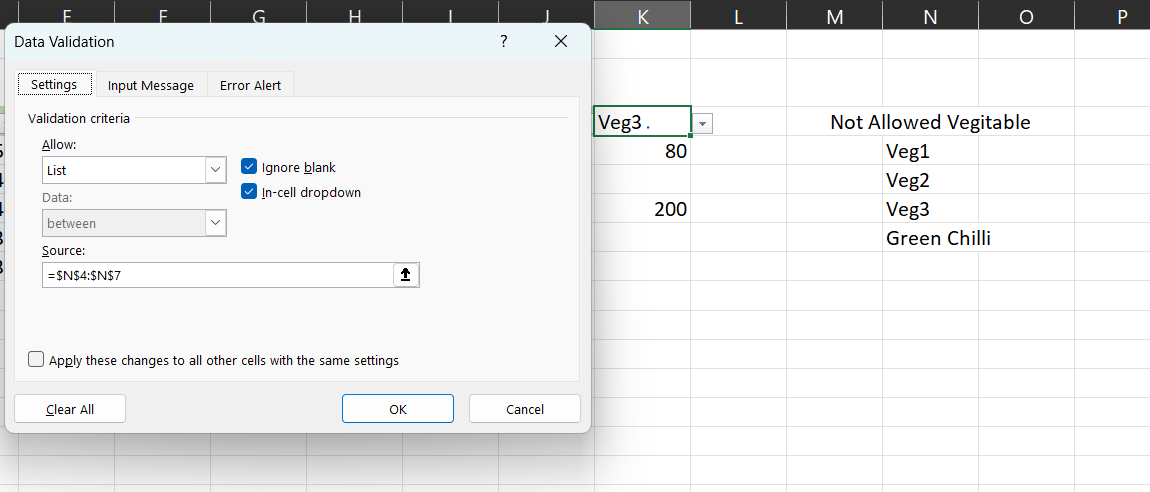 E F G H I J K L M N O P
Data Validation ?
Settings Input Message Error Alert
Validation criteria
Allow:
List
Ignore blank
In-cell dropdown
Data:
between
Source:
=$N$4:$N$7
Apply these changes to all other cells with the same settings
Clear All OK Cancel
Veg3 .
80
200
Not Allowed Vegitable
Veg1
Veg2
Veg3
Green Chilli